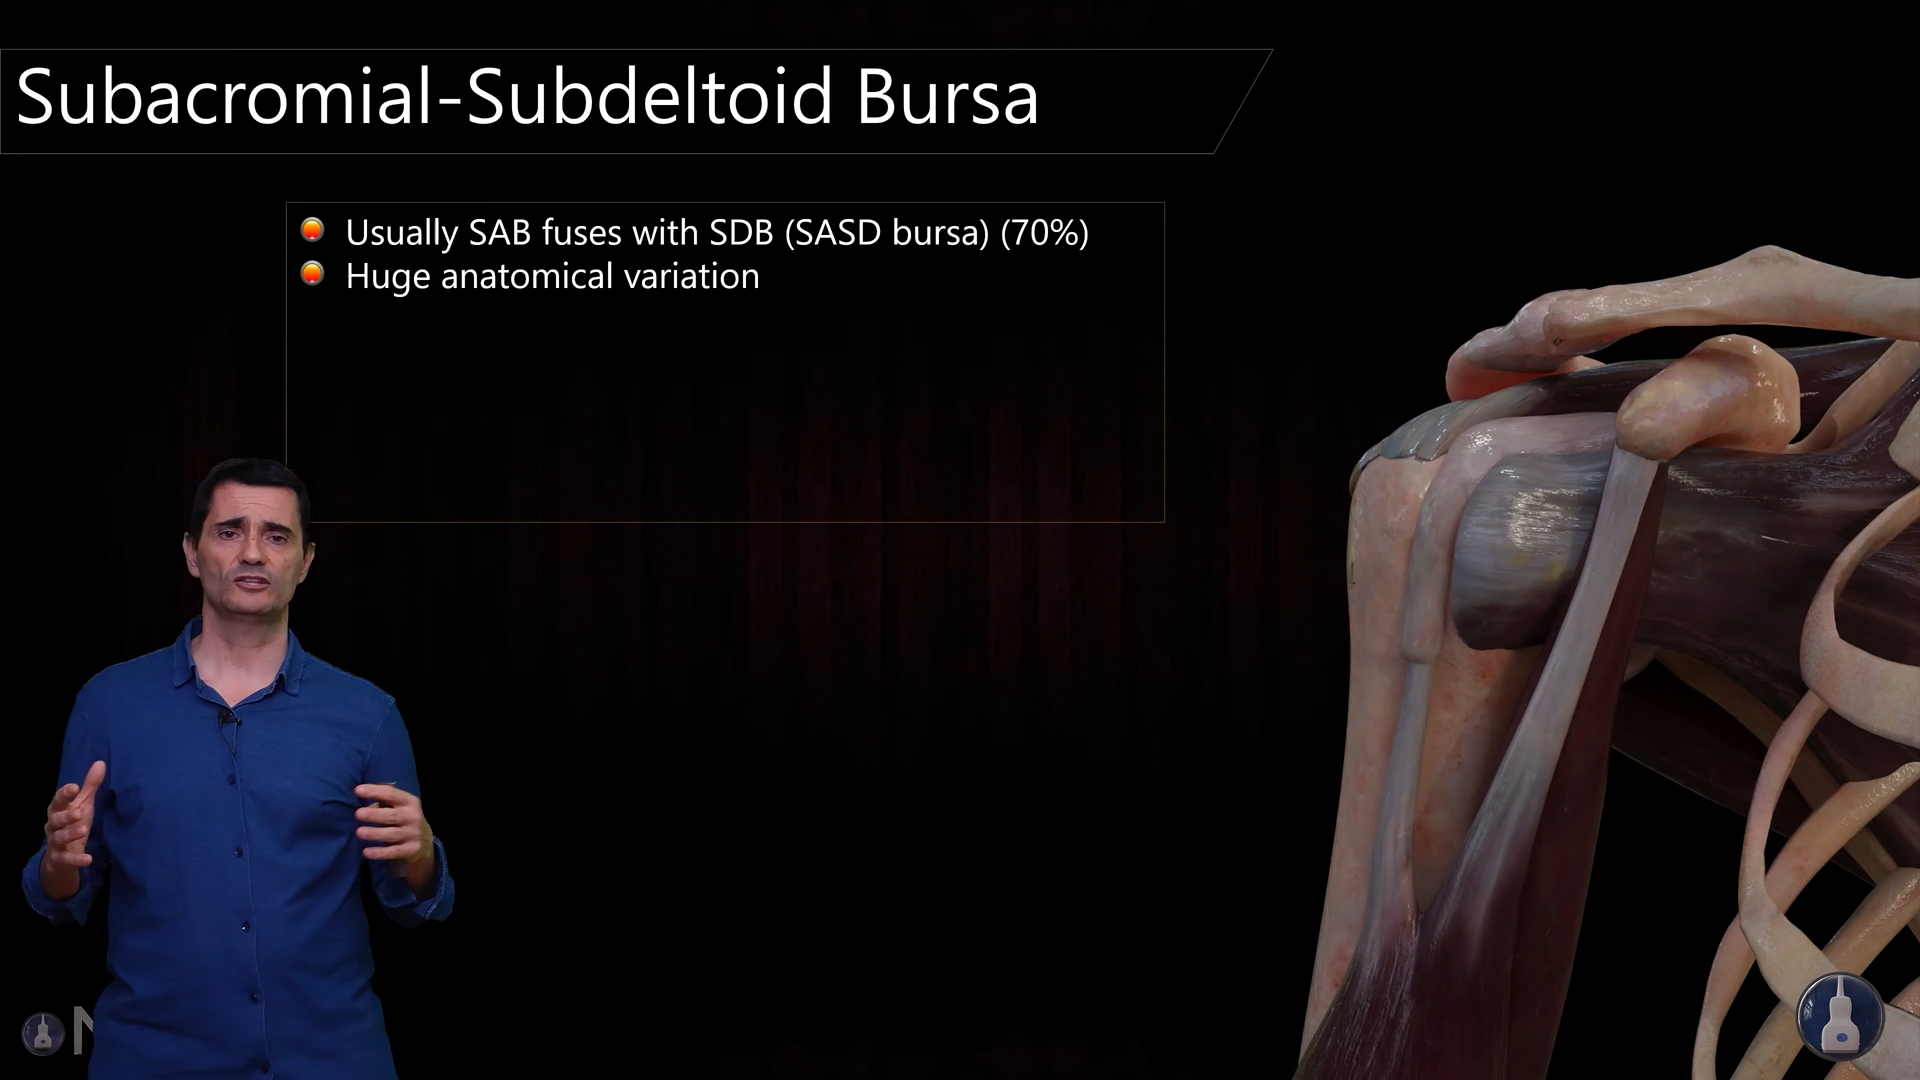 Subacromial-Subdeltoid Bursa
Usually SAB fuses with SDB (SASD bursa) (70%)
Huge anatomical variation